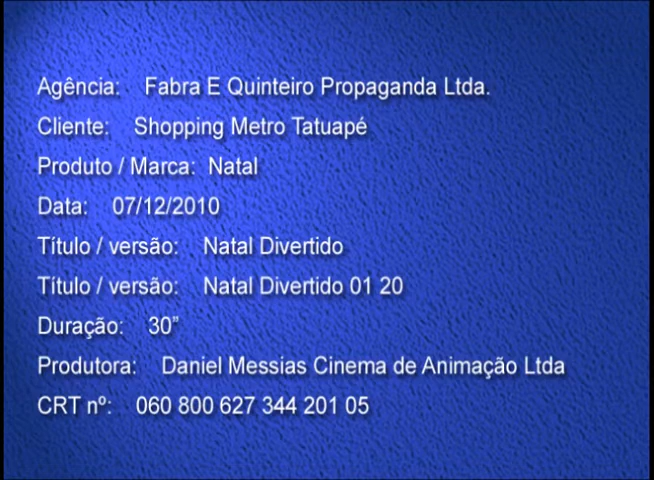 Agência: Fabra E Quinteiro Propaganda Ltda.
Cliente: Shopping Metro Tatuapé
Produto / Marca: Natal
Data: 07/12/2010
Título / versão: Natal Divertido
Título / versão: Natal Divertido 01 20
Duração: 30”
Produtora: Daniel Messias Cinema de Animação Ltda
CRT nº: 060 800 627 344 201 05